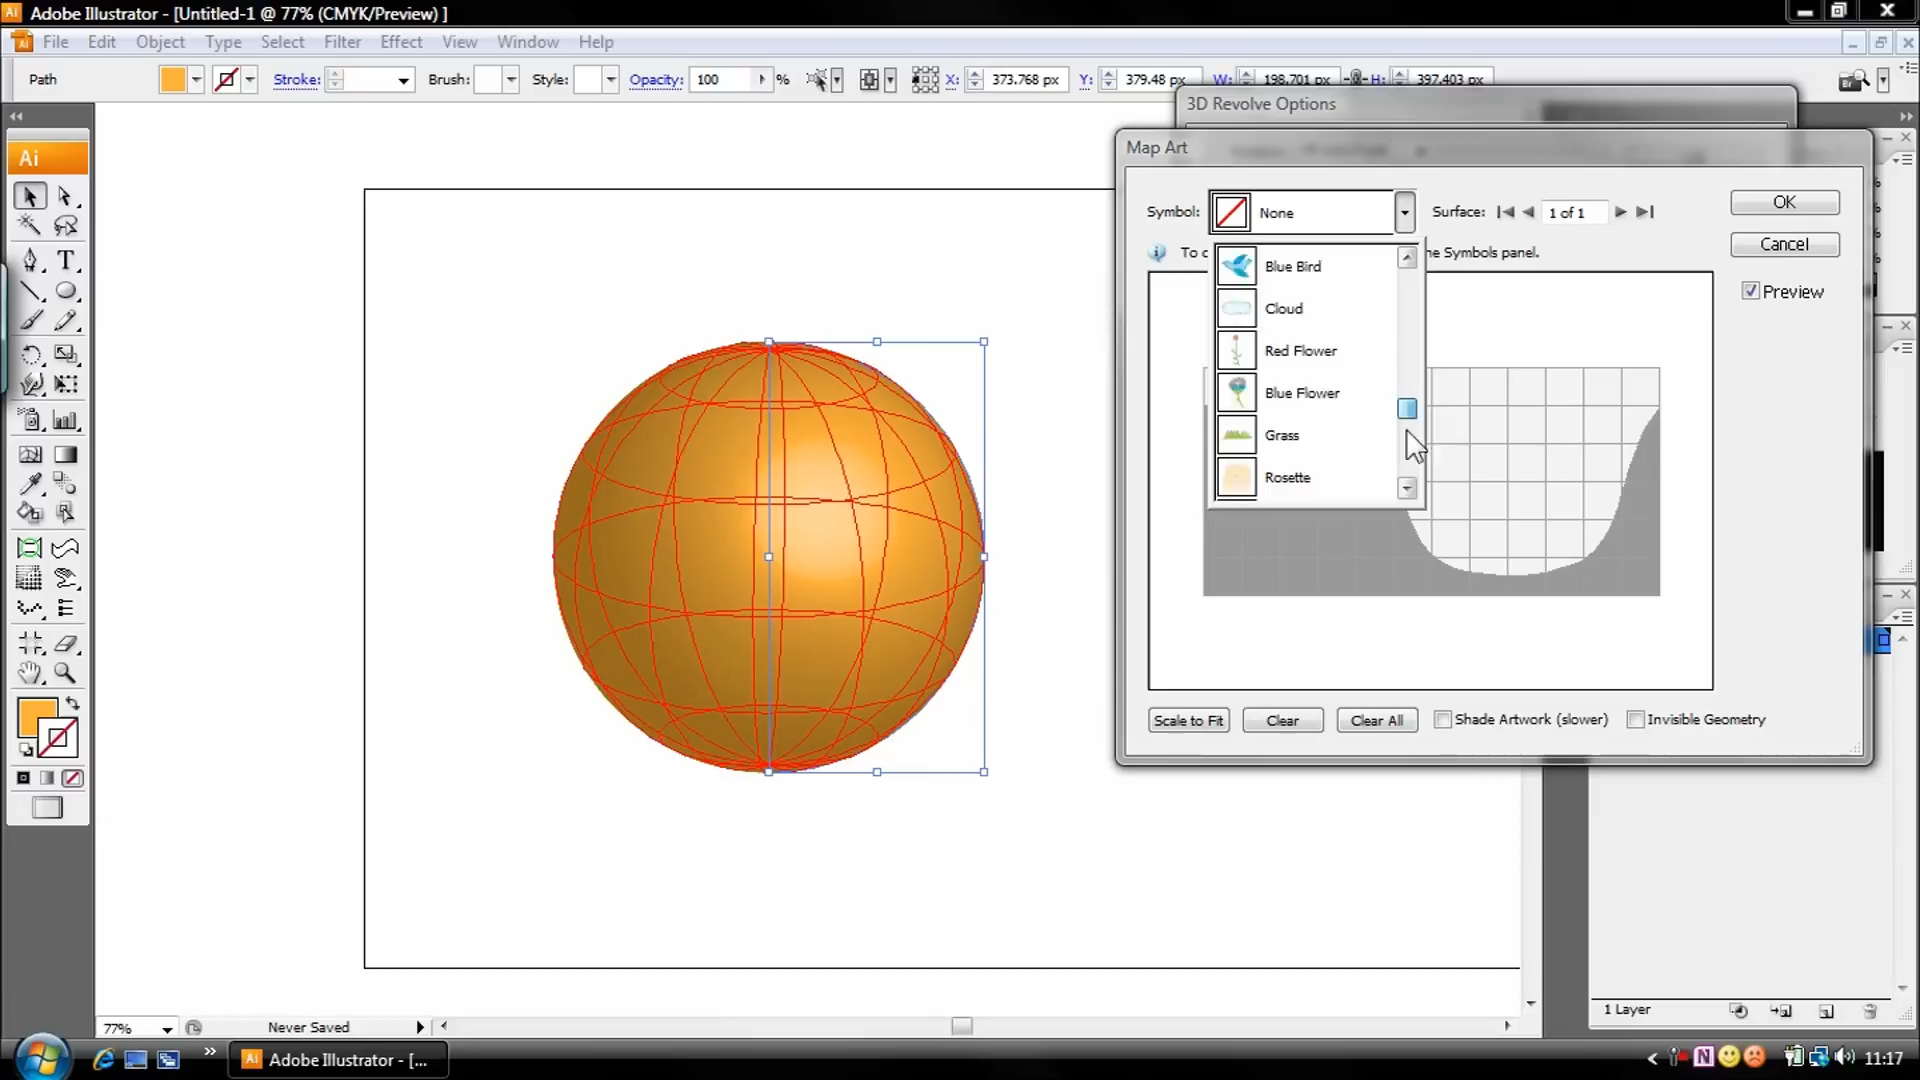 Ai Adobe Illustrator - [Untitled-1 @ 77% (CMYK/Preview) ]
Ai File Edit Object Type Select Filter Effect View Window Help
Path Stroke: Brush: Style: Opacity: 100 % X: 373.768 px Y: 379.48 px W: 198.701 px H: 397.403 px
3D Revolve Options
Map Art
Ai
Symbol: None Surface: 1 of 1 OK
To c he Symbols panel. Cancel
Blue Bird
Preview
Cloud
Red Flower
Blue Flower
Grass
Rosette
Scale to Fit Clear Clear All Shade Artwork (slower) Invisible Geometry
1 Layer
77% Never Saved
Ai Adobe Illustrator - [... 11:17